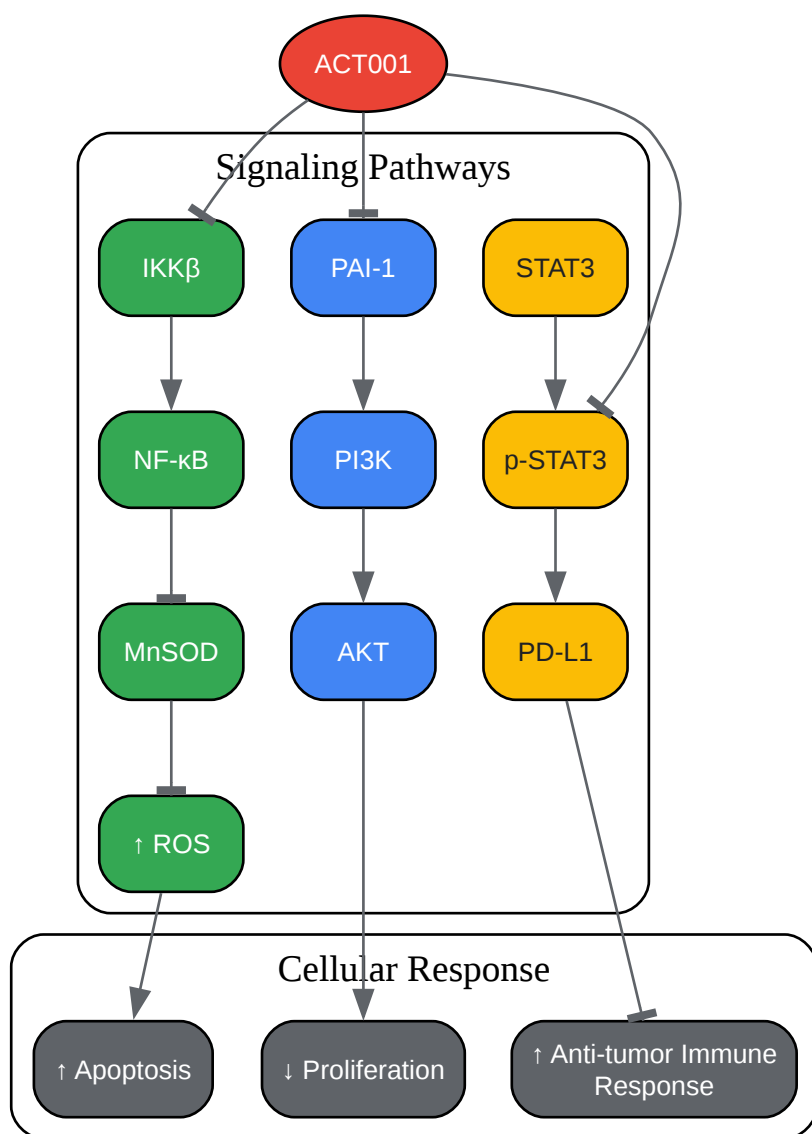 ACT001
Signaling Pathways
IKKβ
PAI-1
STAT3
NF-κB
PI3K
p-STAT3
MnSOD
AKT
PD-L1
↑ ROS
Cellular Response
↑ Apoptosis
↓ Proliferation
↑ Anti-tumor Immune
Response